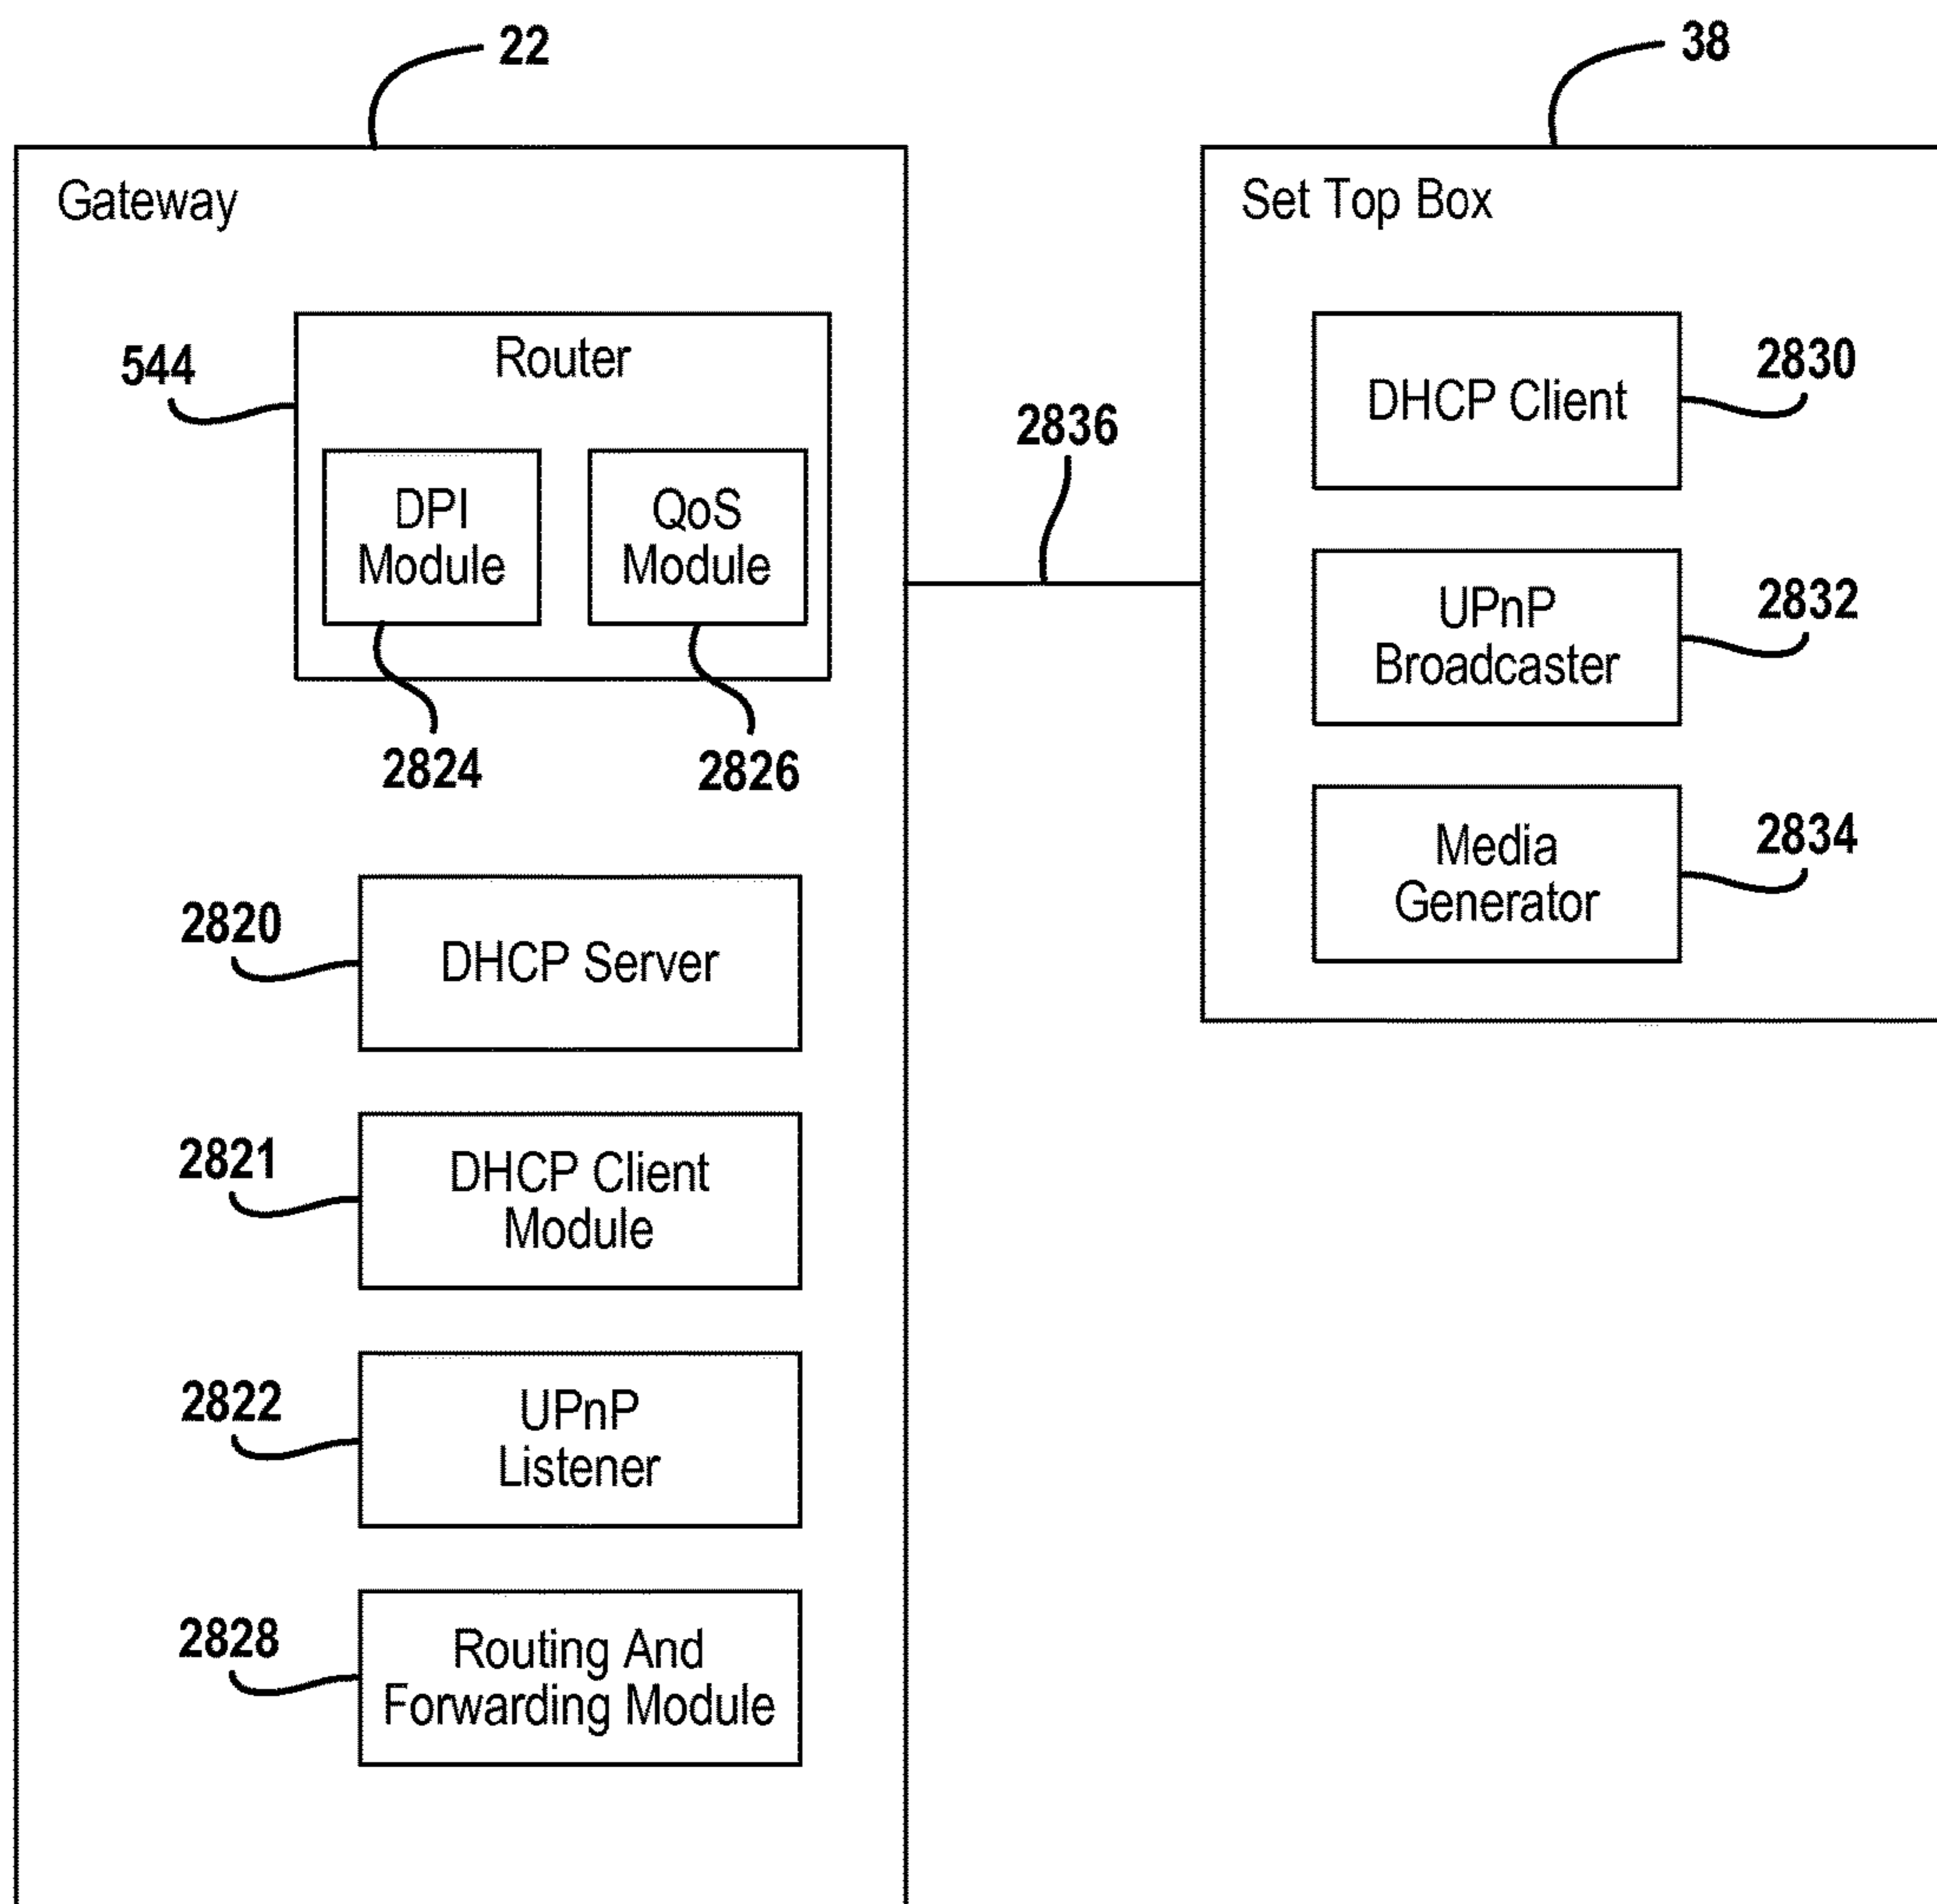 22
38
Gateway
Set Top Box
544
Router
DPI
Module
QoS
Module
2824
2826
2836
DHCP Client
2830
UPnP
Broadcaster
2832
Media
Generator
2834
2820
DHCP Server
2821
DHCP Client
Module
2822
UPnP
Listener
2828
Routing And
Forwarding Module